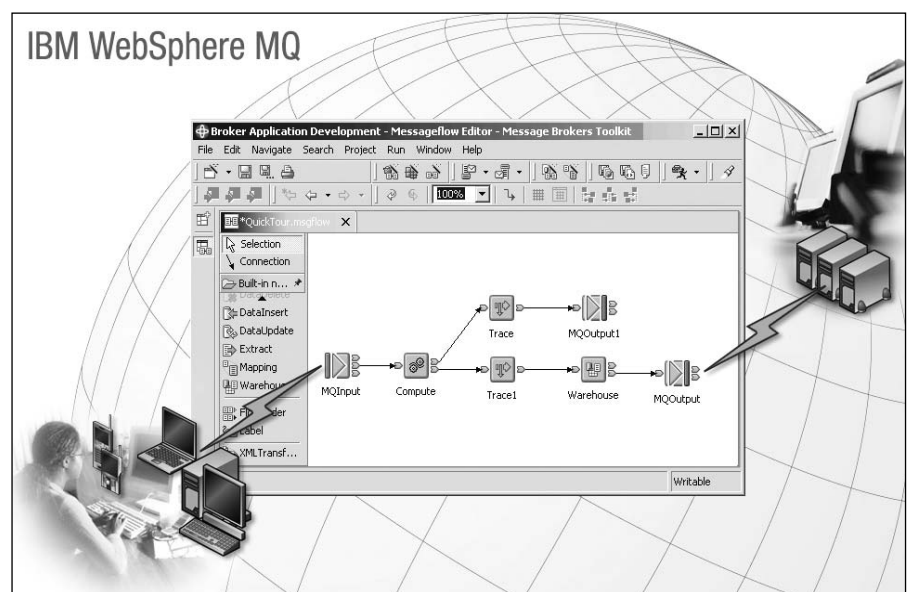 IBM WebSphere MQ
Broker Application Development - Messageflow Editor - Message Brokers Toolkit
File Edit Navigate Search Project Run Window Help
100%
*QuickTour.msgflow X
Selection
Connection
Built-in n...
DataDelete
DataInsert
DataUpdate
Extract
Mapping
Warehouse
Label
XMLTransf...
Trace
MQOutput1
MQInput
Compute
Trace1
Warehouse
MQOutput
Writable